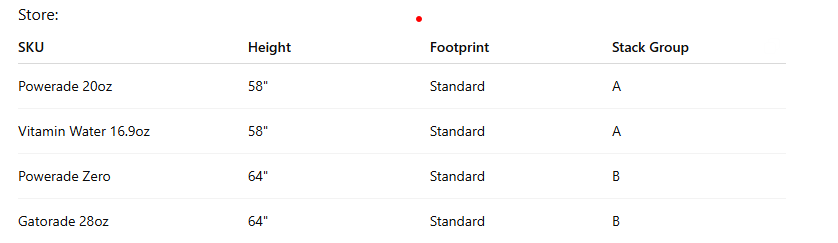 Store:
SKU Height Footprint Stack Group
Powerade 20oz 58" Standard A
Vitamin Water 16.9oz 58" Standard A
Powerade Zero 64" Standard B
Gatorade 28oz 64" Standard B